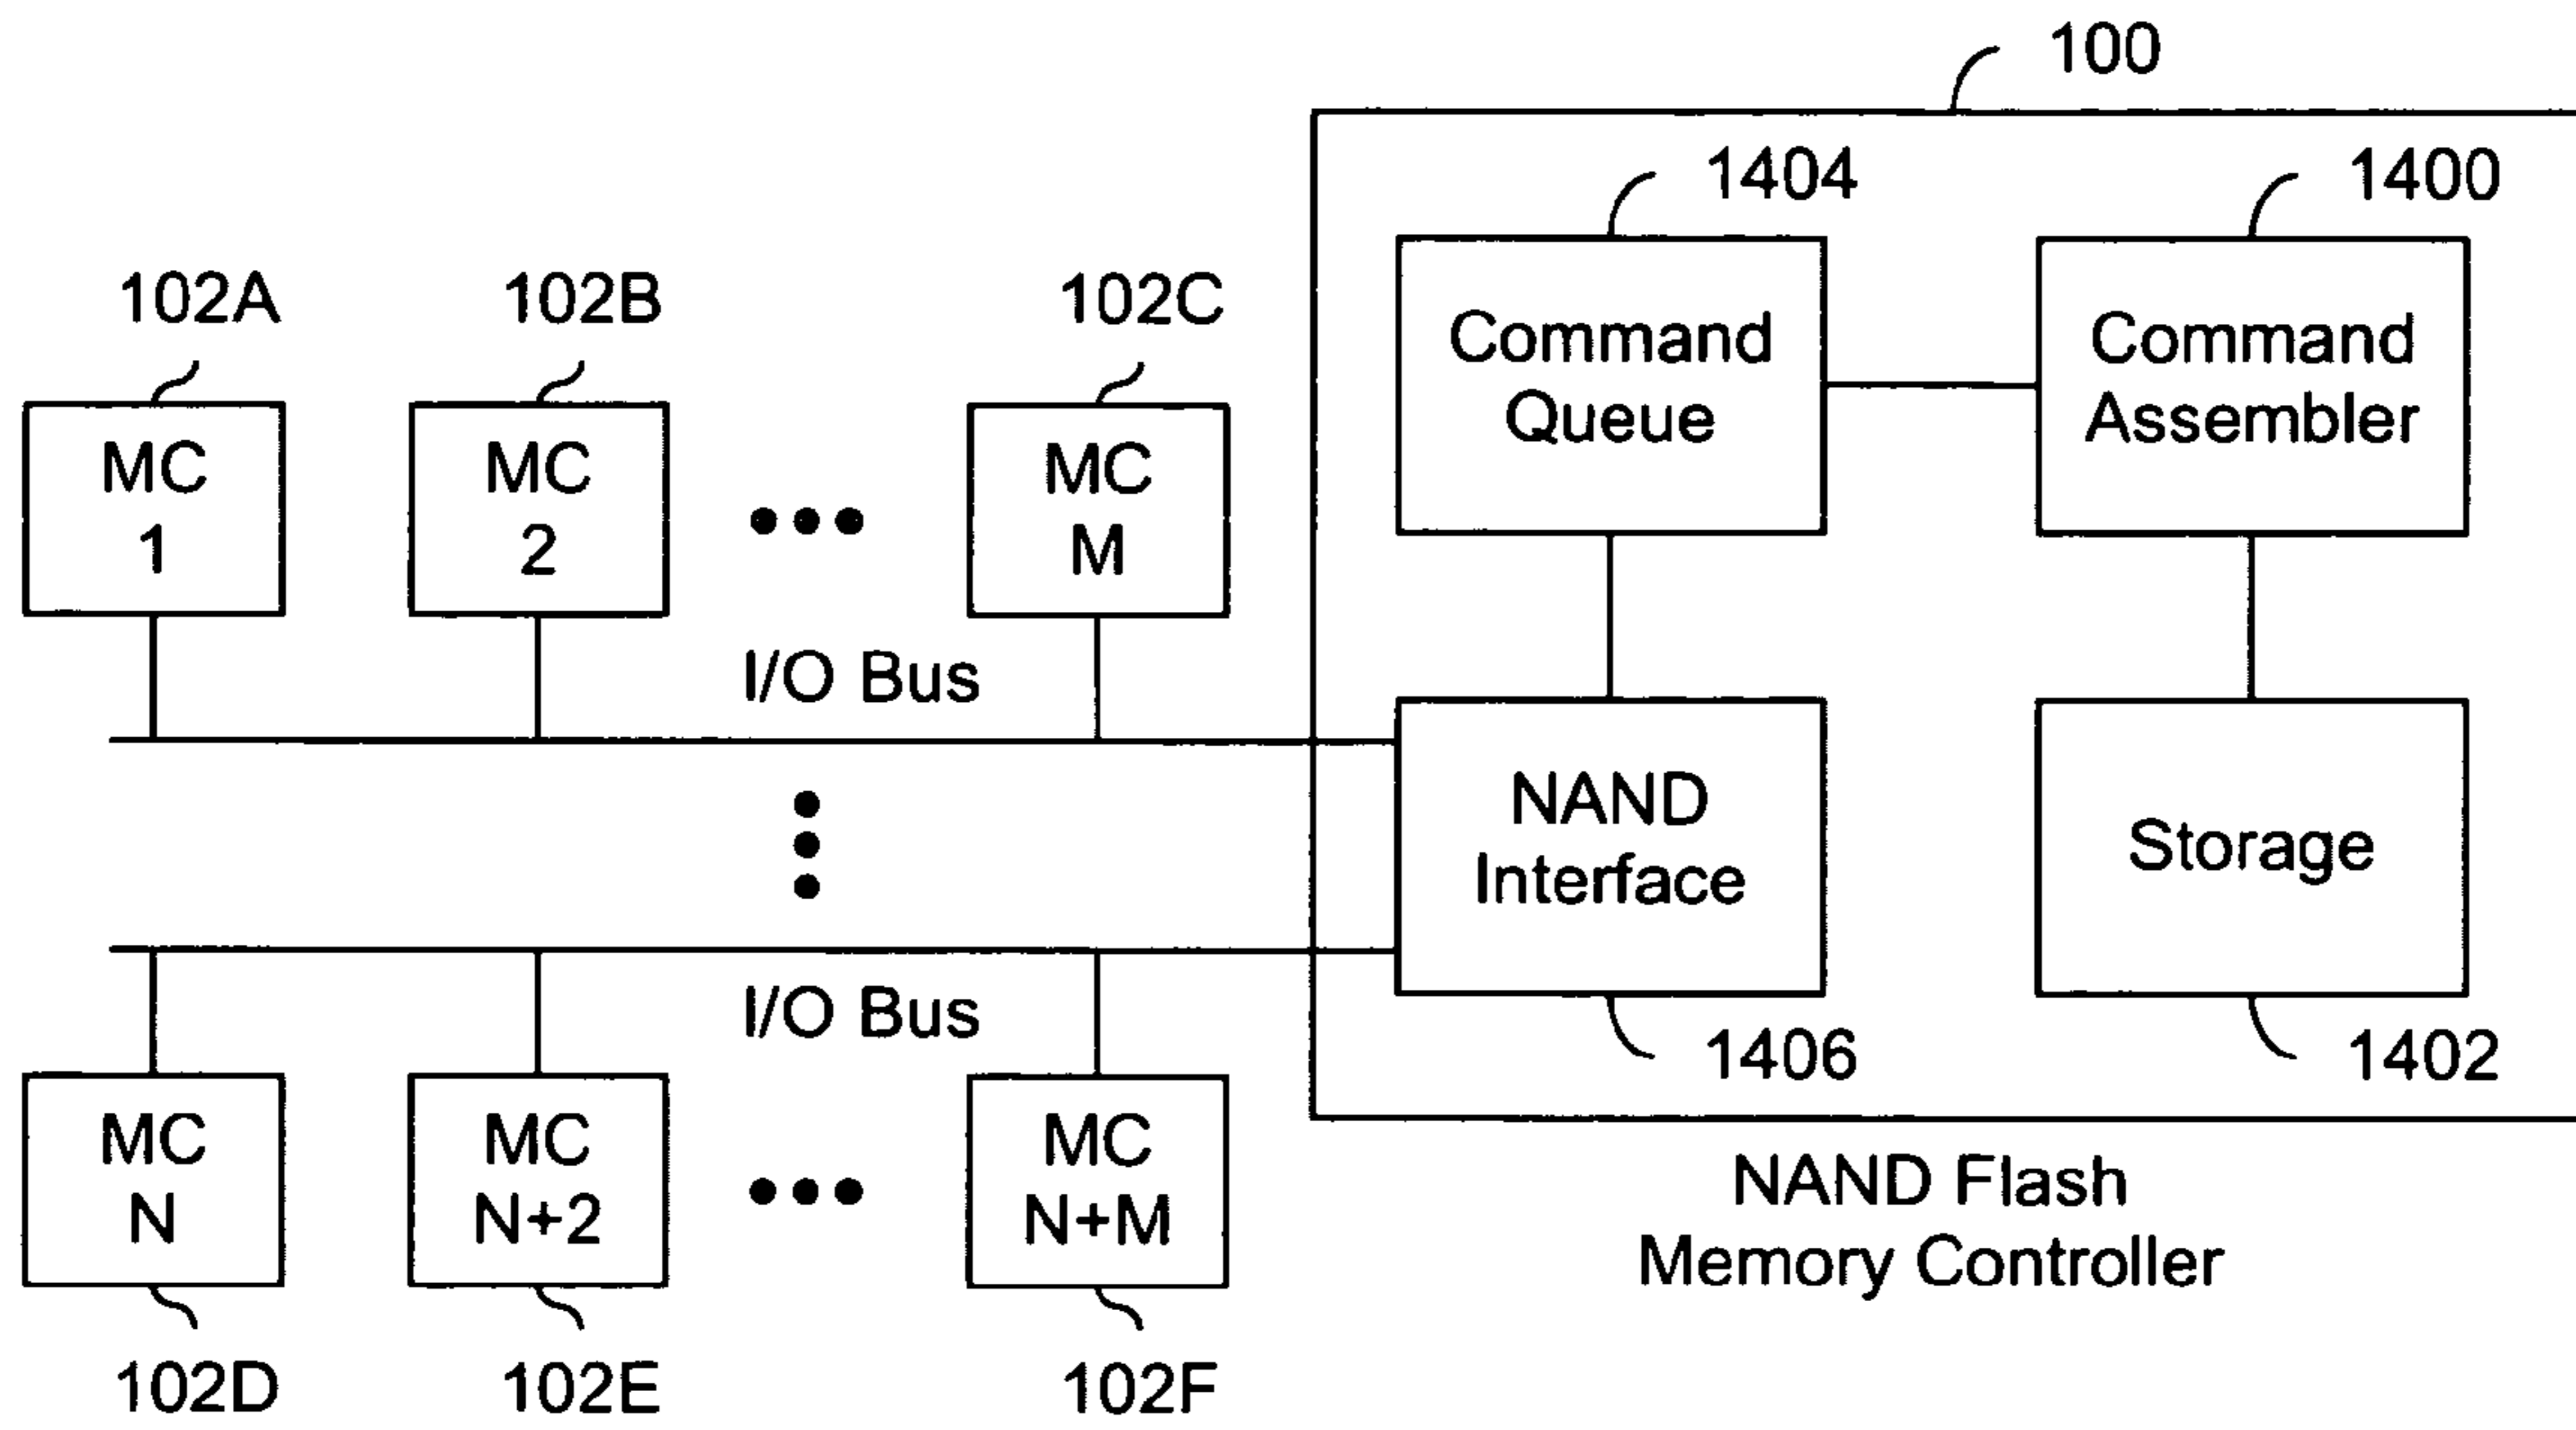 100
1404
1400
102A
102B
102C
Command
Queue
Command
Assembler
MC
1
MC
2
MC
M
I/O Bus
NAND
Interface
Storage
I/O Bus
1406
1402
MC
N
MC
N+2
MC
N+M
NAND Flash
Memory Controller
102D
102E
102F